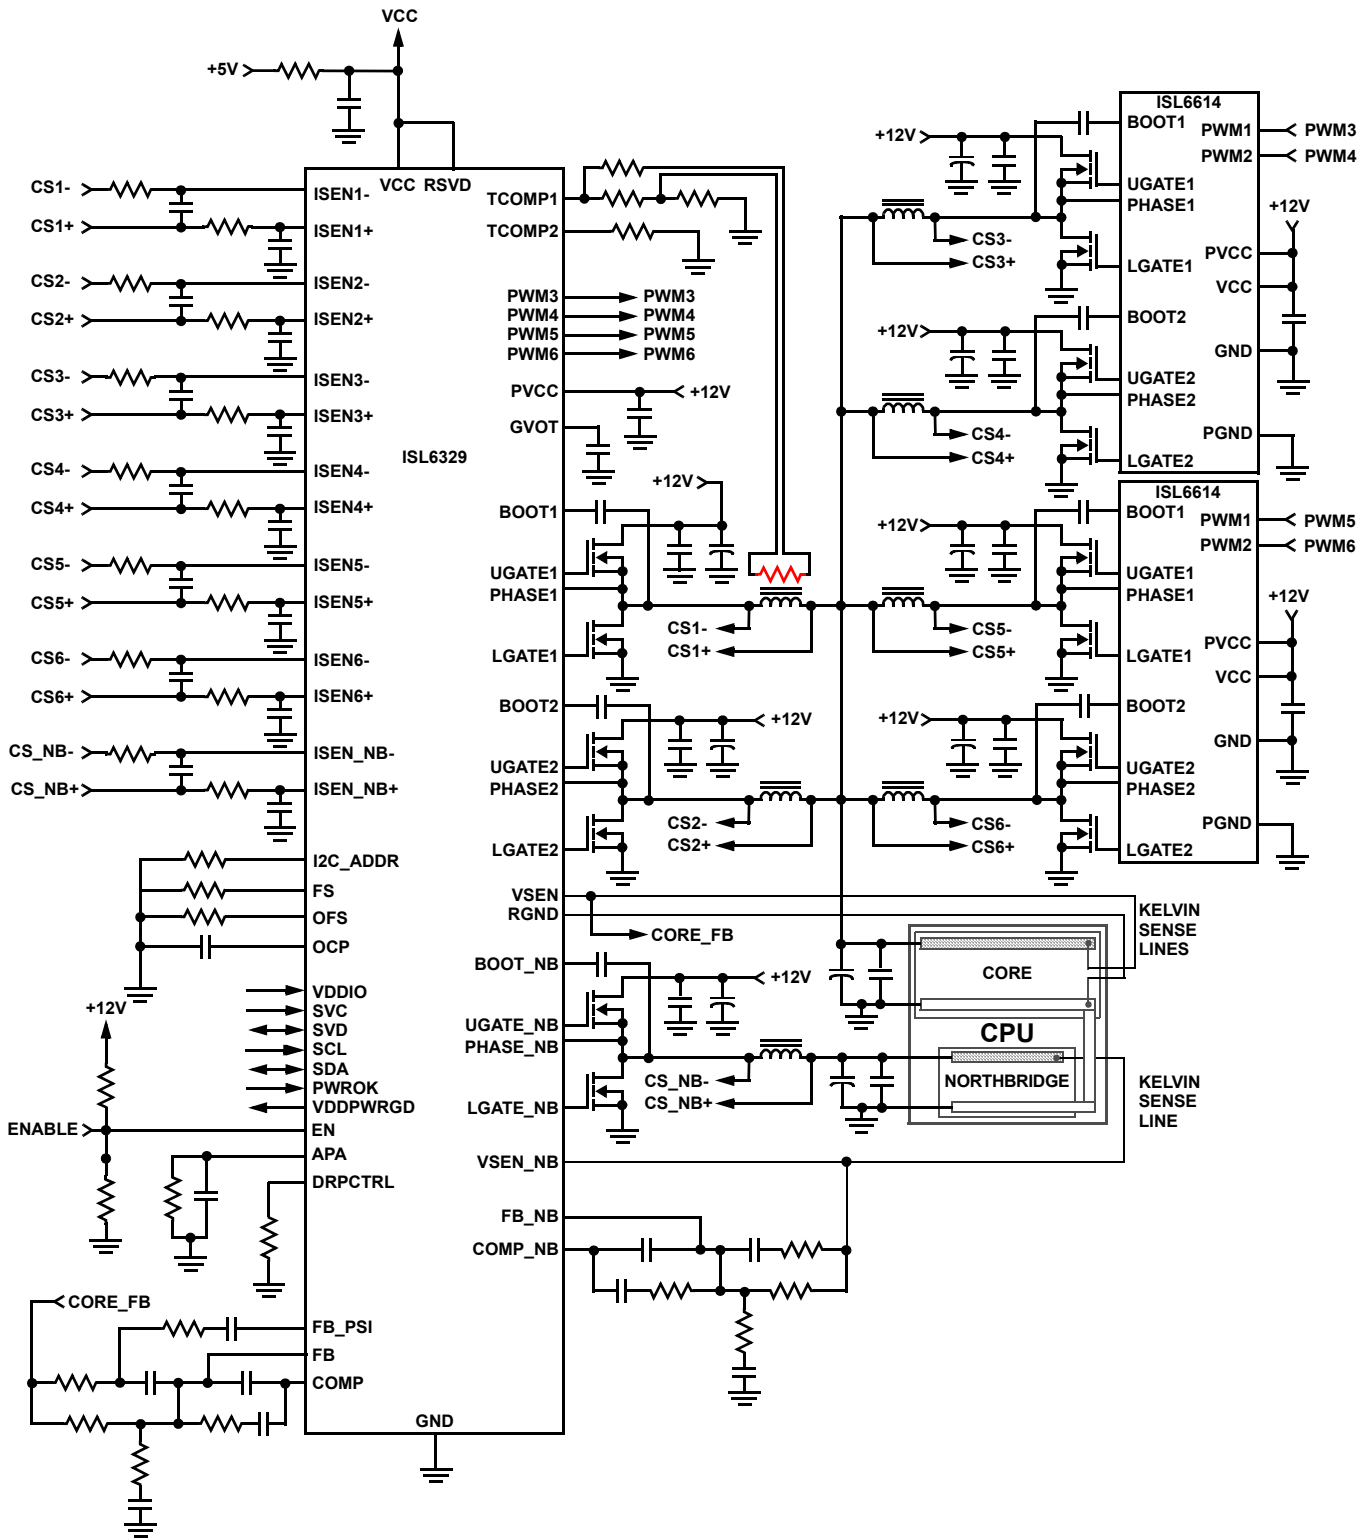 VCC
+5V
VCC RSVD
ISL6329
CS1-
CS1+
CS2-
CS2+
CS3-
CS3+
CS4-
CS4+
CS5-
CS5+
CS6-
CS6+
CS_NB-
CS_NB+
ISEN1-
ISEN1+
ISEN2-
ISEN2+
ISEN3-
ISEN3+
ISEN4-
ISEN4+
ISEN5-
ISEN5+
ISEN6-
ISEN6+
ISEN_NB-
ISEN_NB+
I2C_ADDR
FS
OFS
OCP
VDDIO
SVC
SVD
SCL
SDA
PWROK
VDDPWRGD
EN
APA
DRPCTRL
+12V
ENABLE
CORE_FB
FB_PSI
FB
COMP
GND
TCOMP1
TCOMP2
PWM3
PWM4
PWM5
PWM6
PWM3
PWM4
PWM5
PWM6
PVCC
+12V
GVOT
+12V
BOOT1
UGATE1
PHASE1
LGATE1
CS1-
CS1+
BOOT2
+12V
UGATE2
PHASE2
LGATE2
CS2-
CS2+
VSEN
RGND
CORE_FB
BOOT_NB
+12V
UGATE_NB
PHASE_NB
LGATE_NB
CS_NB-
CS_NB+
VSEN_NB
FB_NB
COMP_NB
ISL6614
+12V
BOOT1
UGATE1
PHASE1
LGATE1
CS3-
CS3+
+12V
BOOT2
UGATE2
PHASE2
LGATE2
CS4-
CS4+
PWM1
PWM2
PWM3
PWM4
+12V
PVCC
VCC
GND
PGND
ISL6614
+12V
BOOT1
UGATE1
PHASE1
LGATE1
CS5-
CS5+
+12V
BOOT2
UGATE2
PHASE2
LGATE2
CS6-
CS6+
PWM1
PWM2
PWM5
PWM6
+12V
PVCC
VCC
GND
PGND
KELVIN
SENSE
LINES
CORE
CPU
NORTHBRIDGE
KELVIN
SENSE
LINE